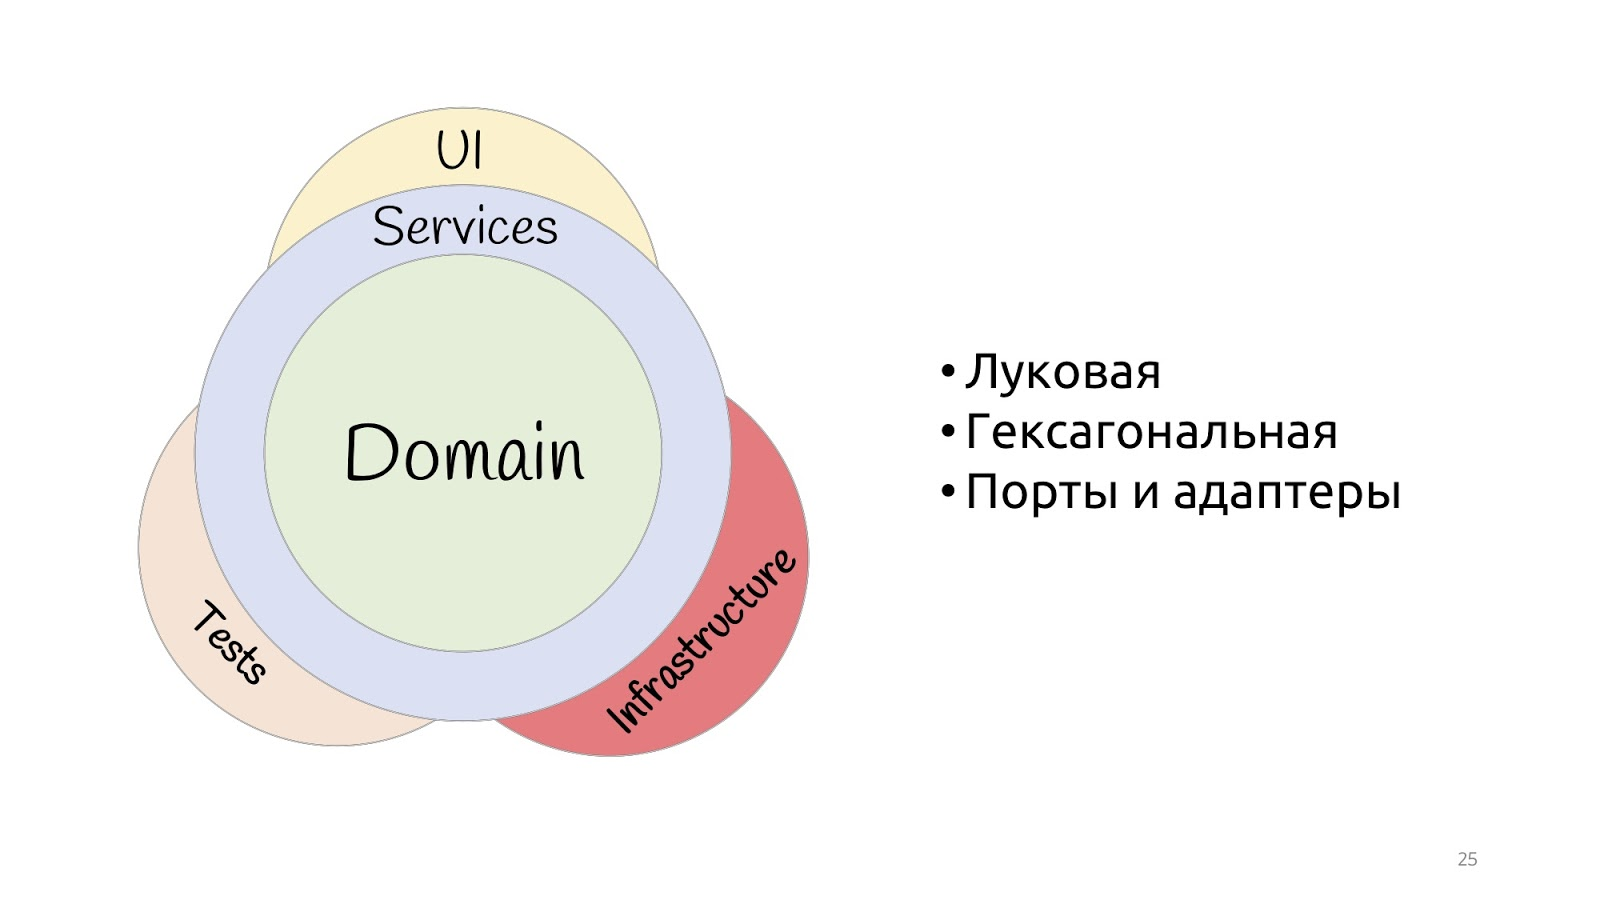 UI
Services
Domain
Tests
Infrastructure
• Луковая
• Гексагональная
• Порты и адаптеры
25